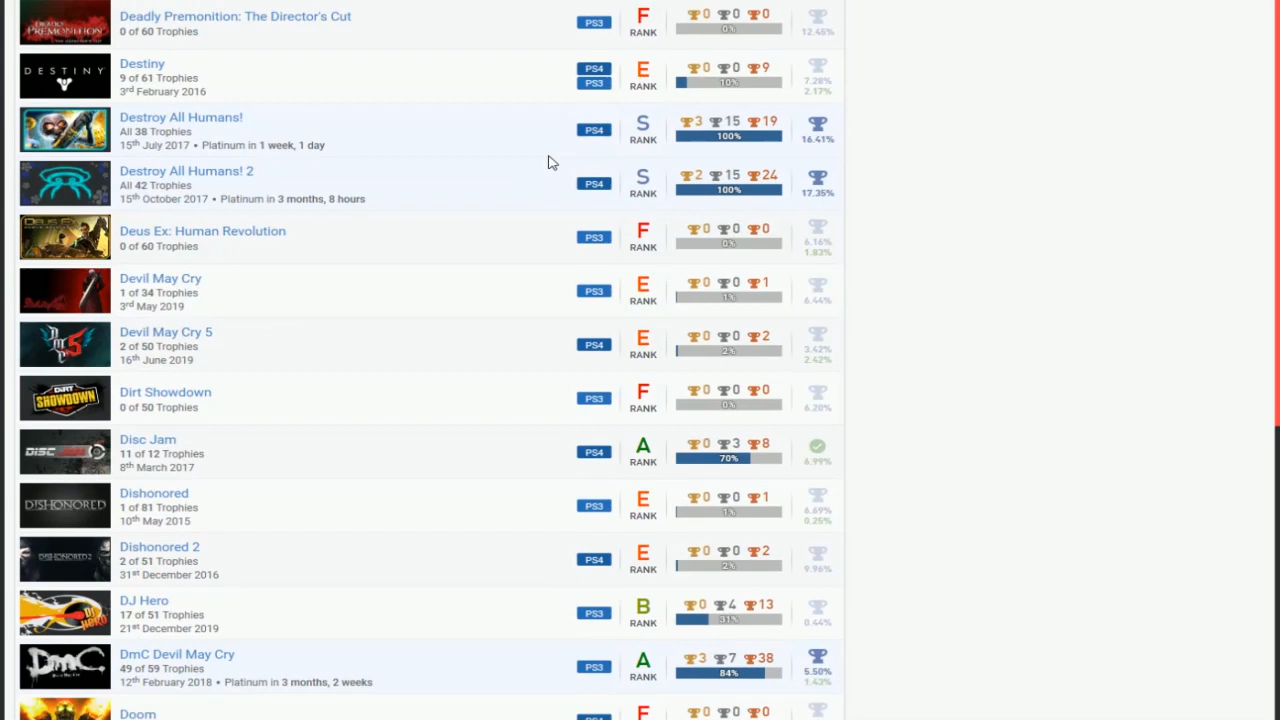 Deadly Premonition: The Director's Cut
0 of 60 Trophies
PS3
F
RANK
0 0 0
0%
12.45%
DESTINY
Destiny
9 of 61 Trophies
3rd February 2016
PS4
PS3
E
RANK
0 0 9
10%
7.28%
2.17%
Destroy All Humans!
All 38 Trophies
15th July 2017 • Platinum in 1 week, 1 day
PS4
S
RANK
3 15 19
100%
16.41%
Destroy All Humans! 2
All 42 Trophies
15th October 2017 • Platinum in 3 months, 8 hours
PS4
S
RANK
2 15 24
100%
17.35%
Deus Ex: Human Revolution
0 of 60 Trophies
PS3
F
RANK
0 0 0
0%
6.16%
1.83%
Devil May Cry
1 of 34 Trophies
3rd May 2019
PS3
E
RANK
0 0 1
1%
6.44%
Devil May Cry 5
2 of 50 Trophies
16th June 2019
PS4
E
RANK
0 0 2
2%
3.42%
2.42%
DiRT
SHOWDOWN
Dirt Showdown
0 of 50 Trophies
PS3
F
RANK
0 0 0
0%
6.20%
DISC JAM
Disc Jam
11 of 12 Trophies
8th March 2017
PS4
A
RANK
0 3 8
70%
6.99%
DISHONORED
Dishonored
1 of 81 Trophies
10th May 2015
PS3
E
RANK
0 0 1
1%
6.69%
0.25%
DISHONORED 2
Dishonored 2
2 of 51 Trophies
31st December 2016
PS4
E
RANK
0 0 2
2%
9.96%
DJ HERO
DJ Hero
17 of 51 Trophies
21st December 2019
PS3
B
RANK
0 4 13
31%
0.44%
DmC
DmC Devil May Cry
49 of 59 Trophies
12th February 2018 • Platinum in 3 months, 2 weeks
PS3
A
RANK
3 7 38
84%
5.50%
1.43%
Doom
F
0 0 0